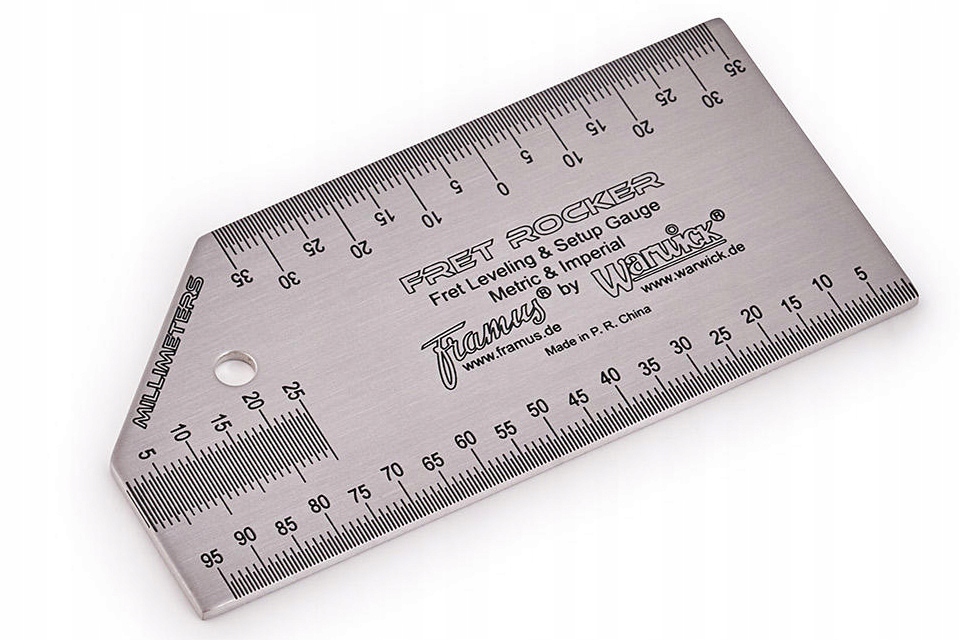 35 30 25 20 15 10 5 0 5 10 15 20 25 30 35
FRET ROCKER
Fret Leveling & Setup Gauge
Metric & Imperial
Framus® by Warwick®
www.framus.de www.warwick.de
Made in P. R. China
MILLIMETERS
5 10 15 20 25
95 90 85 80 75 70 65 60 55 50 45 40 35 30 25 20 15 10 5